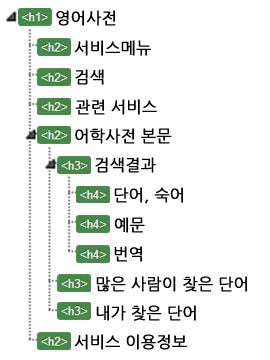 <h1> 영어사전
<h2> 서비스메뉴
<h2> 검색
<h2> 관련 서비스
<h2> 어학사전 본문
<h3> 검색결과
<h4> 단어, 숙어
<h4> 예문
<h4> 번역
<h3> 많은 사람이 찾은 단어
<h3> 내가 찾은 단어
<h2> 서비스 이용정보